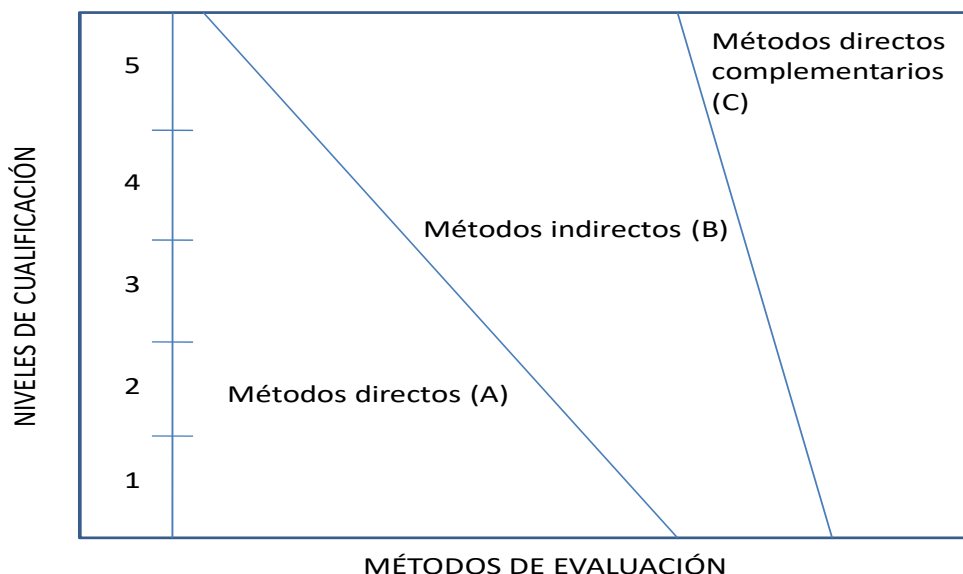 NIVELES DE CUALIFICACIÓN
5
4
3
2
1
Métodos directos
complementarios
(C)
Métodos indirectos (B)
Métodos directos (A)
MÉTODOS DE EVALUACIÓN